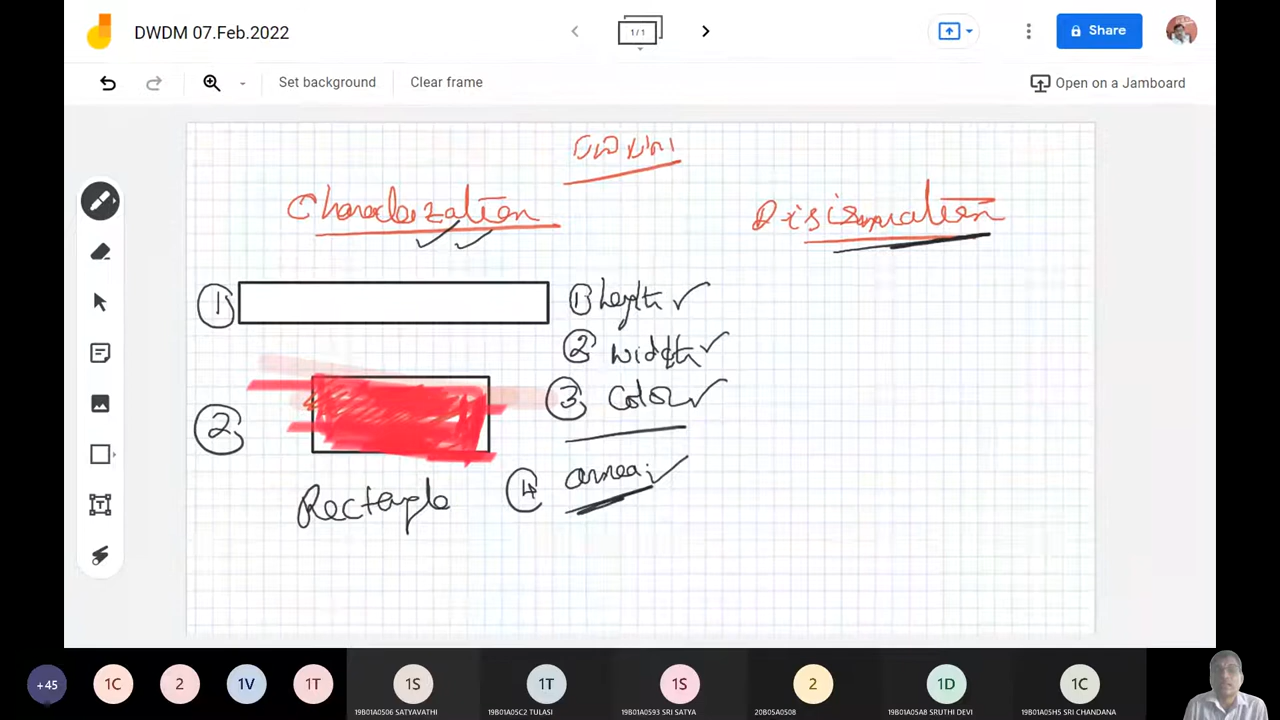 DWDM 07.Feb.2022
1/1
Share
Set background
Clear frame
Open on a Jamboard
DWDM
Characterization
① length ✓
② width ✓
③ Colour ✓
④ area ✓
①
②
Rectangle
+45
1C
2
1V
1T
1S
1T
1S
2
1D
1C
19B01A0506 SATYAVATHI
19B01A05C2 TULASI
19B01A0593 SRI SATYA
20B05A0508
19B01A05A8 SRUTHI DEVI
19B01A05H5 SRI CHANDANA